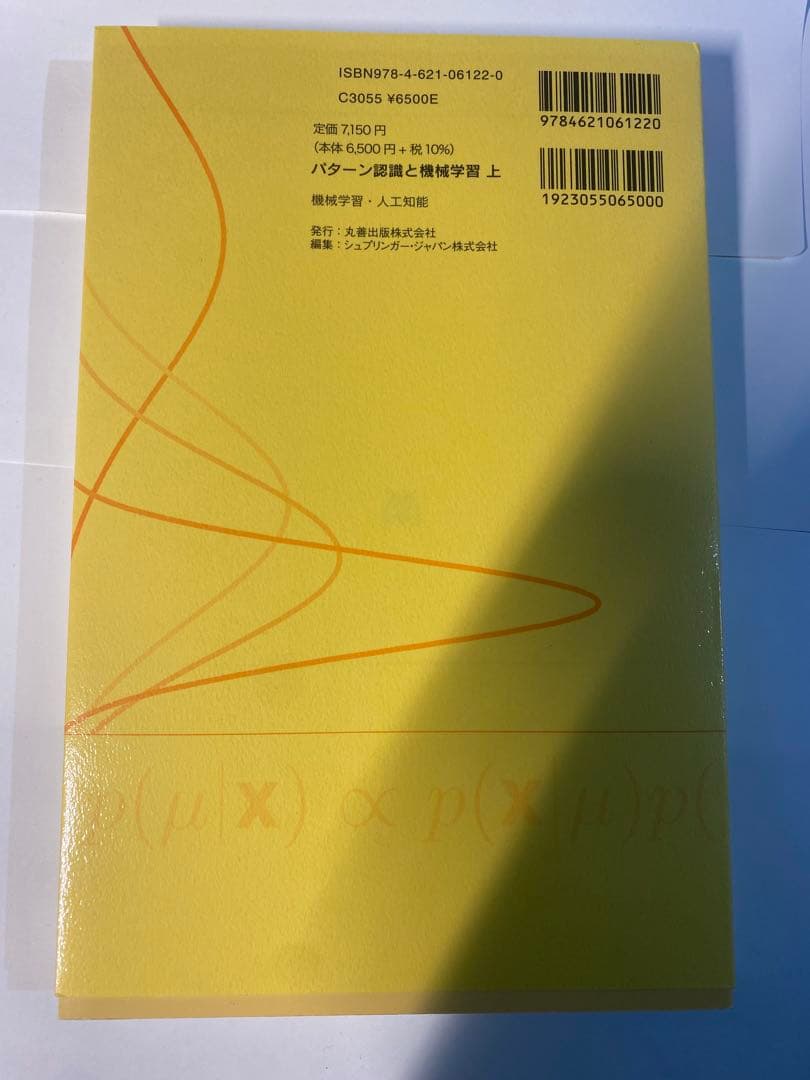 ISBN978-4-621-06122-0
C3055 ¥6500E
定価 7,150 円
（本体 6,500 円+税 10%）
パターン認識と機械学習 上
機械学習・人工知能
発行：丸善出版株式会社
編集：シュプリンガー・ジャパン株式会社
9784621061220
1923055065000
p(μ|x) ∝ p(x|μ)p(